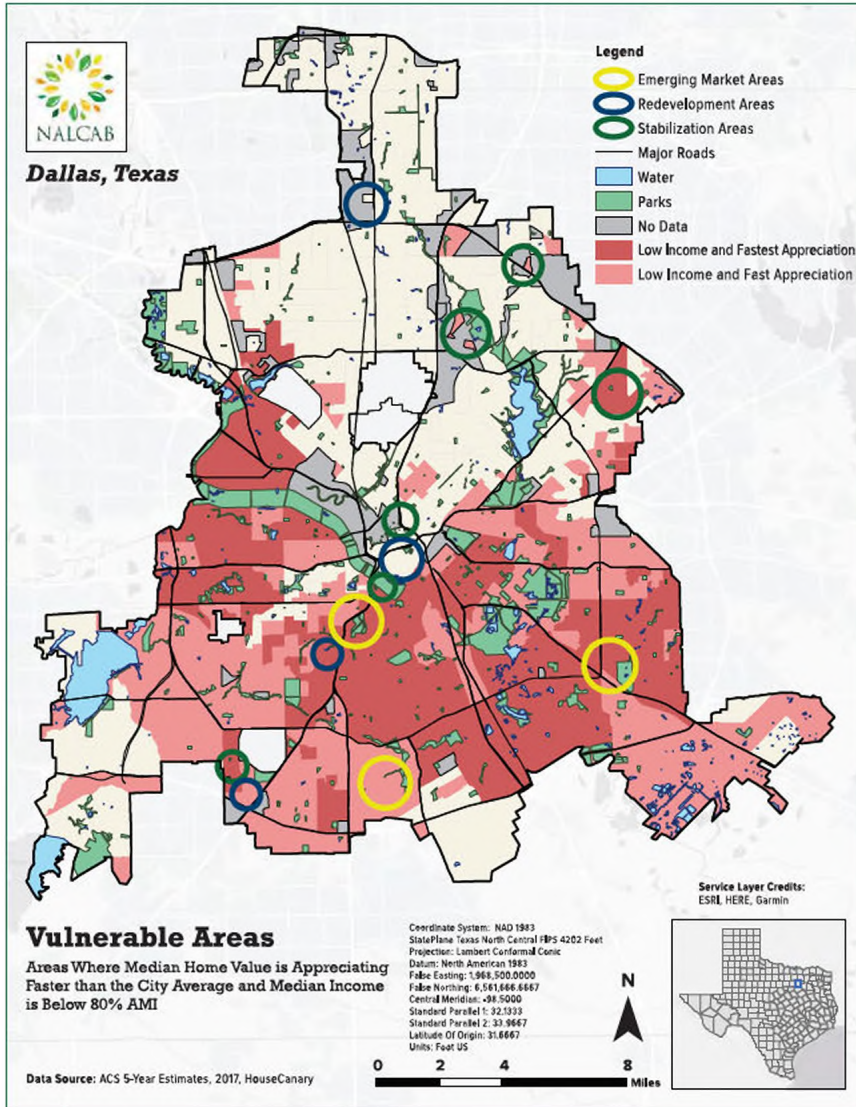 NALCAB
Dallas, Texas
Legend
Emerging Market Areas
Redevelopment Areas
Stabilization Areas
Major Roads
Water
Parks
No Data
Low Income and Fastest Appreciation
Low Income and Fast Appreciation
Service Layer Credits:
ESRI, HERE, Garmin
Vulnerable Areas
Areas Where Median Home Value is Appreciating
Faster than the City Average and Median Income
is Below 80% AMI
Data Source: ACS 5-Year Estimates, 2017, HouseCanary
Coordinate System: NAD 1983
StatePlane Texas North Central FIPS 4202 Feet
Projection: Lambert Conformal Conic
Datum: North American 1983
False Easting: 1,968,500.0000
False Northing: 6,561,666.6667
Central Meridian: -98.5000
Standard Parallel 1: 32.1333
Standard Parallel 2: 33.9667
Latitude Of Origin: 31.6667
Units: Foot US
N
0 2 4 8
Miles